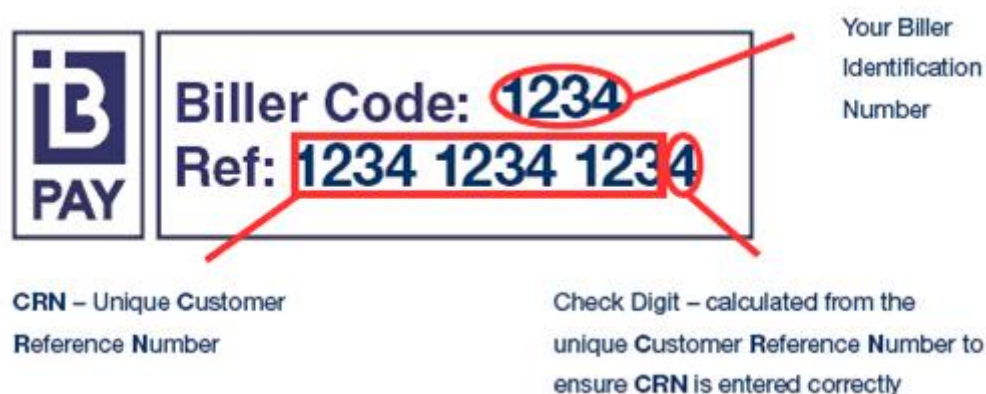 Your Biller
Identification
Number
B
PAY
Biller Code: 1234
Ref: 1234 1234 1234
CRN – Unique Customer
Reference Number
Check Digit – calculated from the
unique Customer Reference Number to
ensure CRN is entered correctly